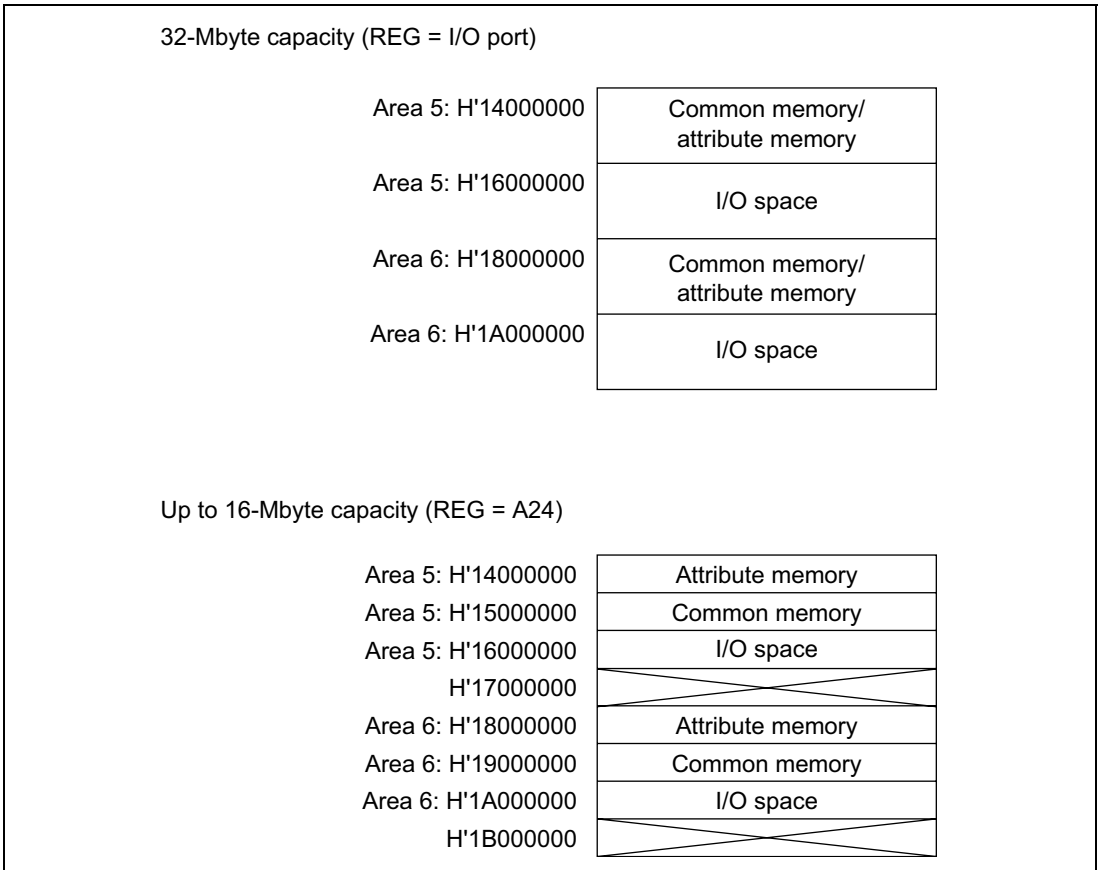 32-Mbyte capacity (REG = I/O port)
Area 5: H'14000000
Common memory/
attribute memory
Area 5: H'16000000
I/O space
Area 6: H'18000000
Common memory/
attribute memory
Area 6: H'1A000000
I/O space
Up to 16-Mbyte capacity (REG = A24)
Area 5: H'14000000 Attribute memory
Area 5: H'15000000 Common memory
Area 5: H'16000000 I/O space
H'17000000
Area 6: H'18000000 Attribute memory
Area 6: H'19000000 Common memory
Area 6: H'1A000000 I/O space
H'1B000000